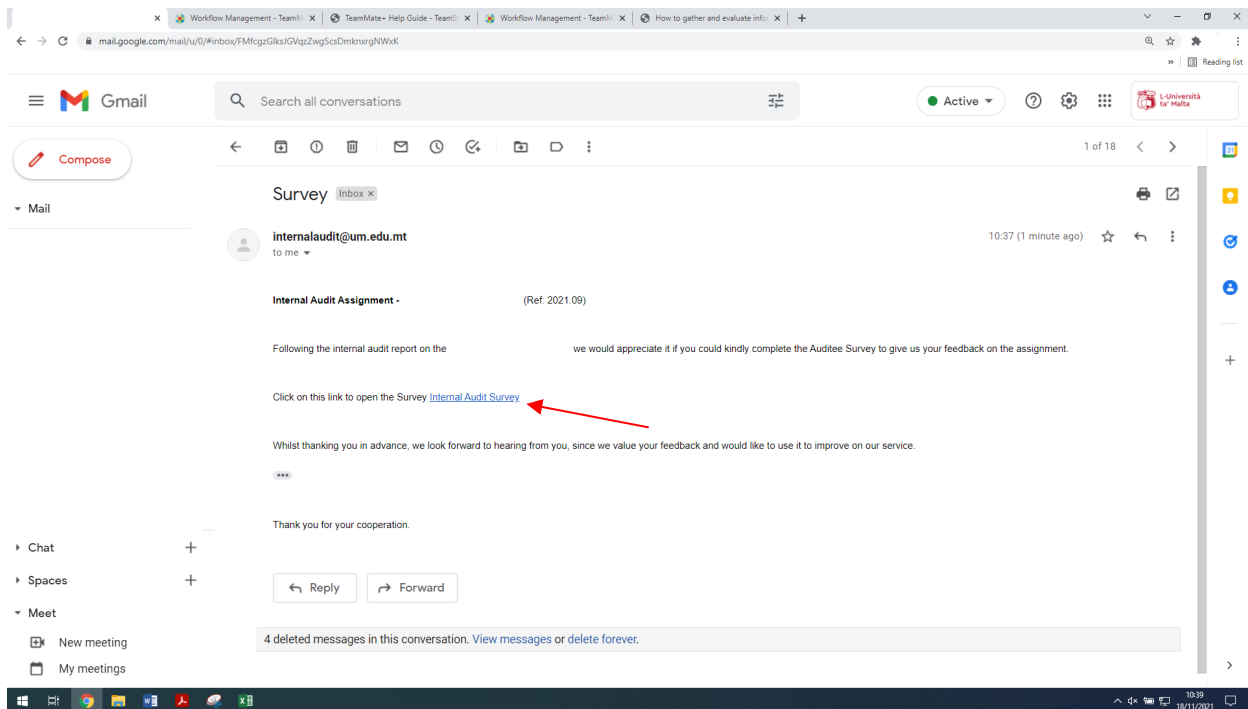 Workflow Management - TeamM
TeamMate+ Help Guide - TeamS
Workflow Management - TeamM
How to gather and evaluate infor
mail.google.com/mail/u/0/#inbox/FMfcgzGlksJGVqzZwgScsDmknxrgNWxK
» Reading list
Gmail
Search all conversations
Active
L-Università
ta' Malta
Compose
1 of 18
31
Mail
Survey Inbox ×
internalaudit@um.edu.mt
10:37 (1 minute ago)
to me
Internal Audit Assignment - (Ref: 2021.09)
Following the internal audit report on the we would appreciate it if you could kindly complete the Auditee Survey to give us your feedback on the assignment.
Click on this link to open the Survey Internal Audit Survey
Whilst thanking you in advance, we look forward to hearing from you, since we value your feedback and would like to use it to improve on our service.
Thank you for your cooperation.
Chat
Spaces
Reply Forward
Meet
4 deleted messages in this conversation. View messages or delete forever.
New meeting
My meetings
10:39
18/11/2021